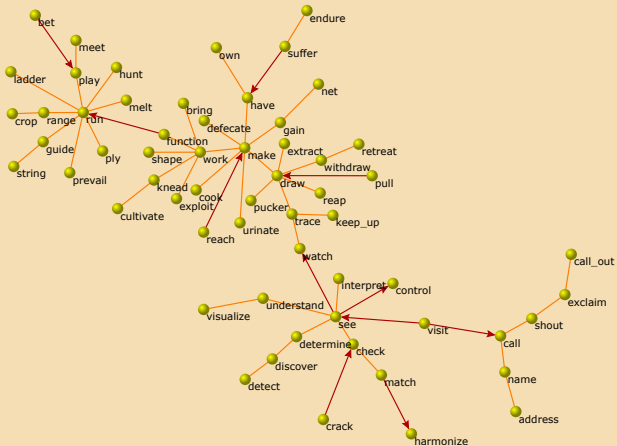 endure
bet
meet
own
suffer
ladder
play
hunt
net
have
bring
melt
crop
range
run
defecate
gain
function
extract
retreat
guide
shape
work
make
withdraw
ply
string
prevail
knead
cook
draw
pull
exploit
pucker
reap
cultivate
trace
keep_up
reach
urinate
watch
call_out
interpret
control
exclaim
understand
visualize
see
visit
shout
call
determine
check
discover
detect
match
name
crack
address
harmonize